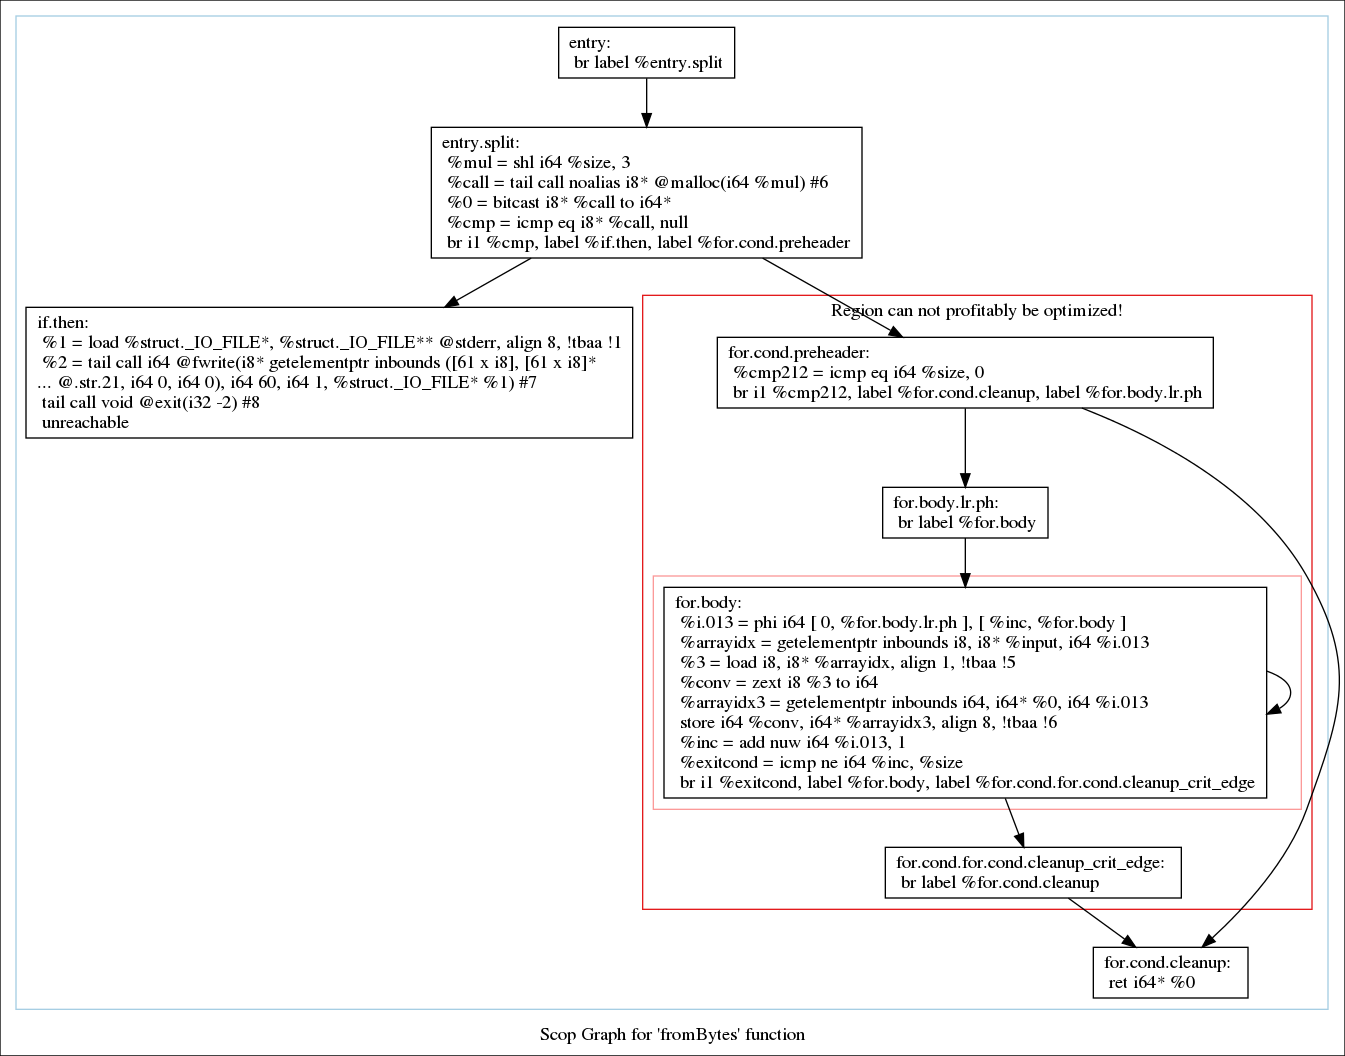 entry:
br label %entry.split
entry.split:
%mul = shl i64 %size, 3
%call = tail call noalias i8* @malloc(i64 %mul) #6
%0 = bitcast i8* %call to i64*
%cmp = icmp eq i8* %call, null
br i1 %cmp, label %if.then, label %for.cond.preheader
if.then:
%1 = load %struct._IO_FILE*, %struct._IO_FILE** @stderr, align 8, !tbaa !1
%2 = tail call i64 @fwrite(i8* getelementptr inbounds ([61 x i8], [61 x i8]*
... @.str.21, i64 0, i64 0), i64 60, i64 1, %struct._IO_FILE* %1) #7
tail call void @exit(i32 -2) #8
unreachable
Region can not profitably be optimized!
for.cond.preheader:
%cmp212 = icmp eq i64 %size, 0
br i1 %cmp212, label %for.cond.cleanup, label %for.body.lr.ph
for.body.lr.ph:
br label %for.body
for.body:
%i.013 = phi i64 [ 0, %for.body.lr.ph ], [ %inc, %for.body ]
%arrayidx = getelementptr inbounds i8, i8* %input, i64 %i.013
%3 = load i8, i8* %arrayidx, align 1, !tbaa !5
%conv = zext i8 %3 to i64
%arrayidx3 = getelementptr inbounds i64, i64* %0, i64 %i.013
store i64 %conv, i64* %arrayidx3, align 8, !tbaa !6
%inc = add nuw i64 %i.013, 1
%exitcond = icmp ne i64 %inc, %size
br i1 %exitcond, label %for.body, label %for.cond.for.cond.cleanup_crit_edge
for.cond.for.cond.cleanup_crit_edge:
br label %for.cond.cleanup
for.cond.cleanup:
ret i64* %0
Scop Graph for 'fromBytes' function